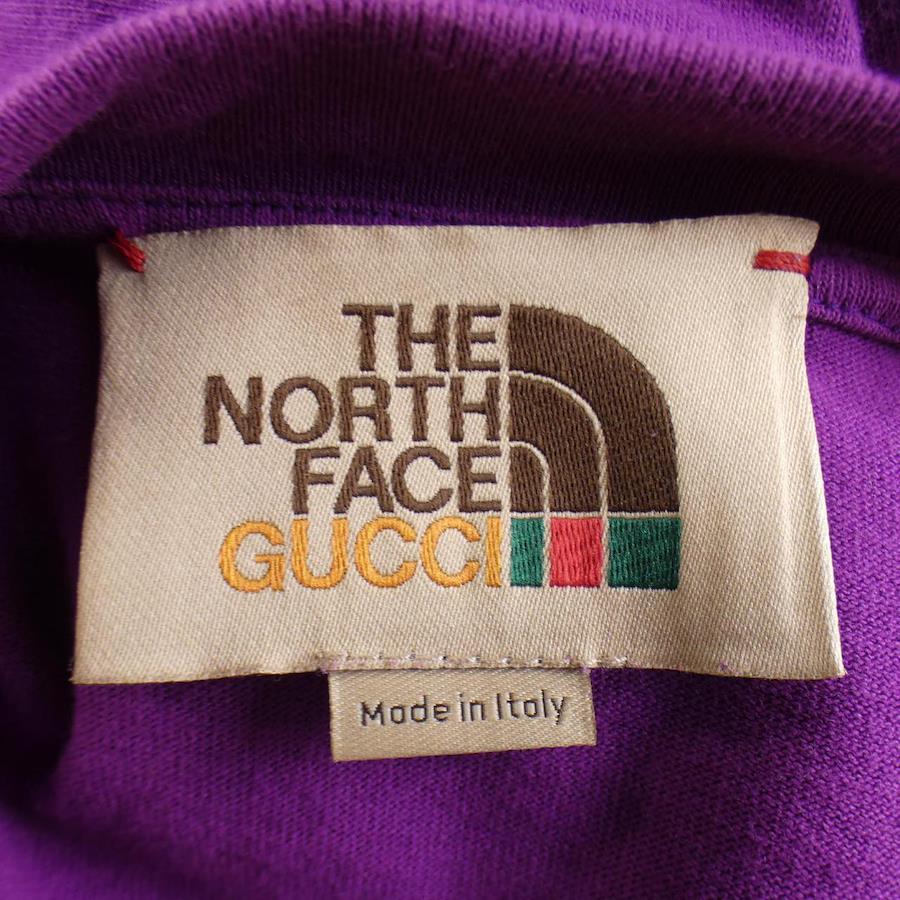 THE
NORTH
FACE
GUCCI
Made in Italy